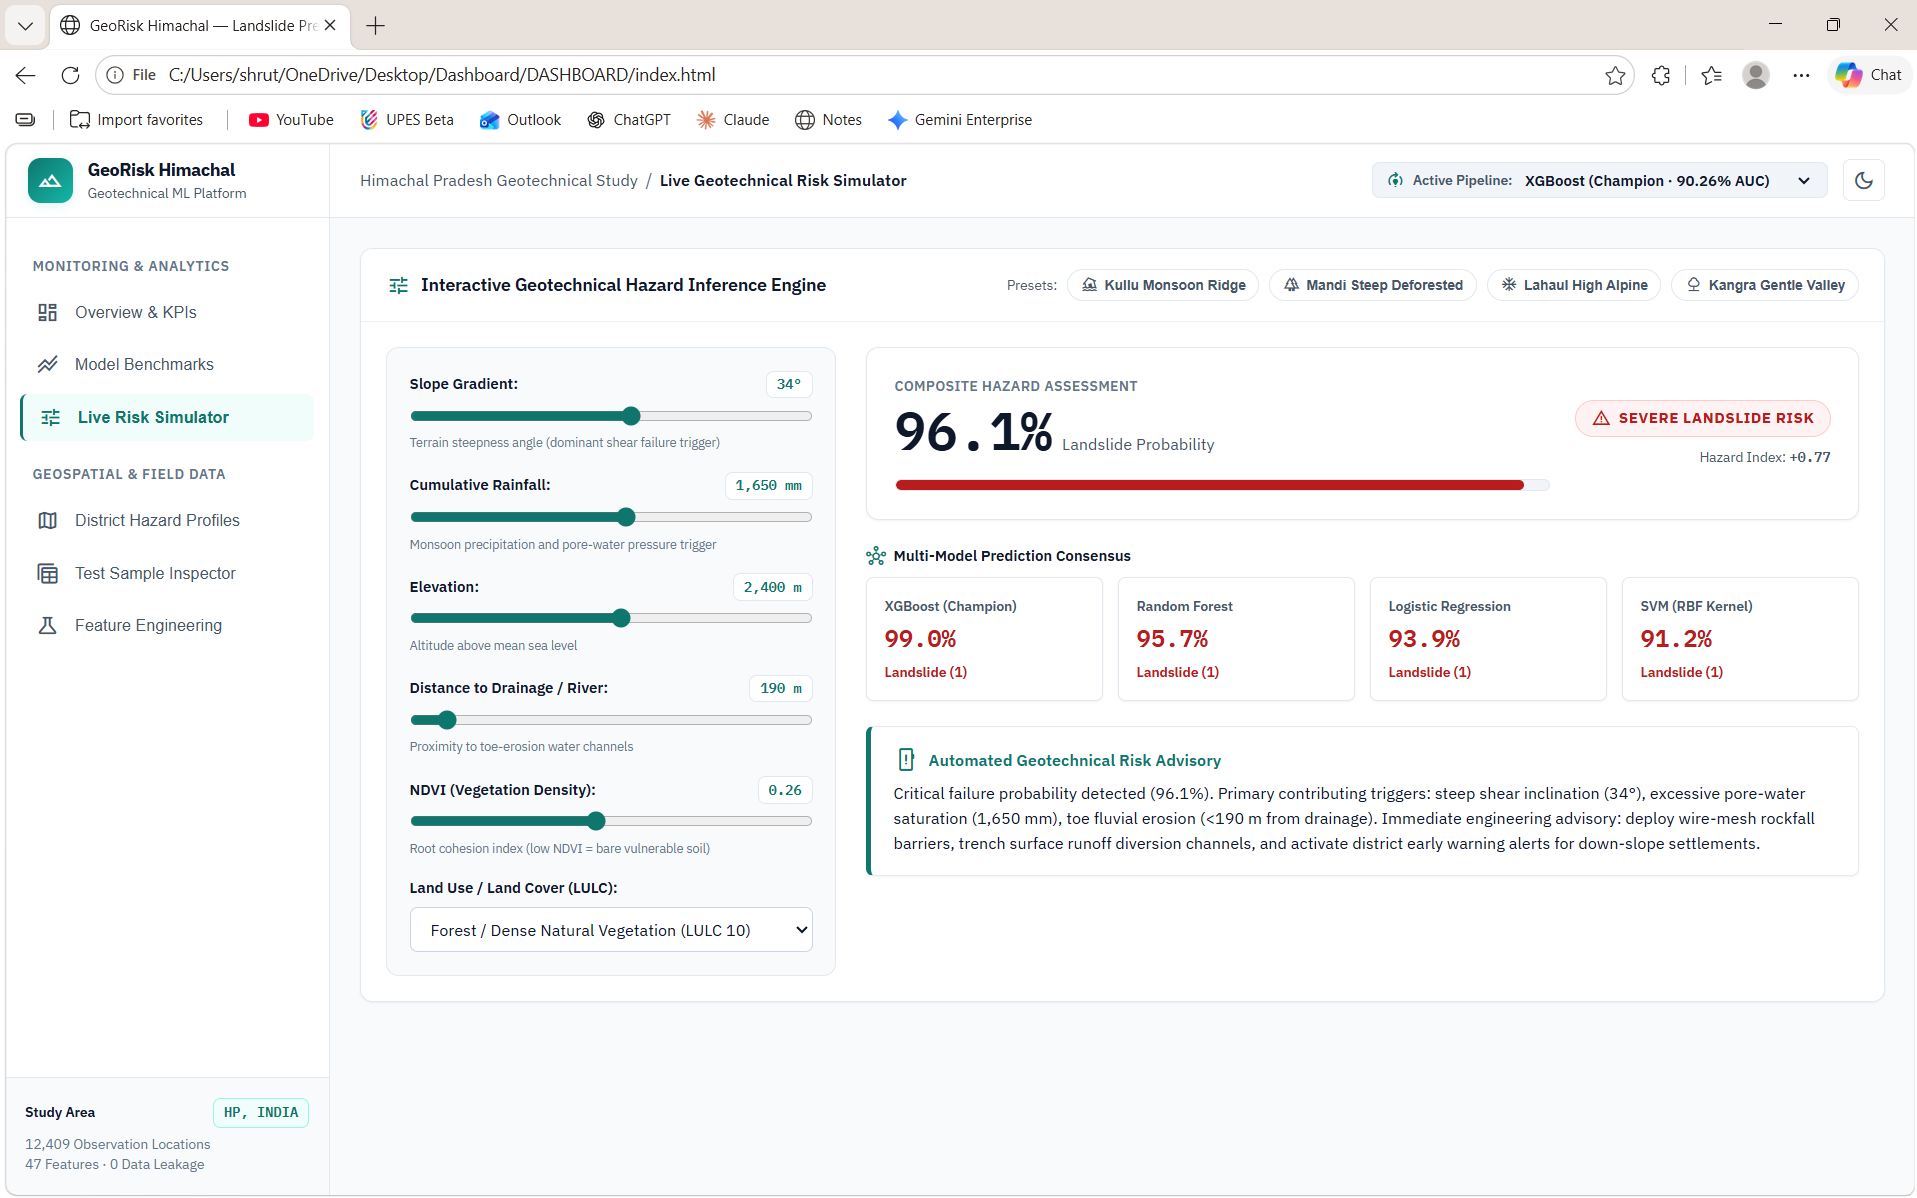 GeoRisk Himachal — Landslide Pre
File C:/Users/shrut/OneDrive/Desktop/Dashboard/DASHBOARD/index.html
Chat
Import favorites YouTube UPES Beta Outlook ChatGPT Claude Notes Gemini Enterprise
GeoRisk Himachal
Geotechnical ML Platform
MONITORING & ANALYTICS
Overview & KPIs
Model Benchmarks
Live Risk Simulator
GEOSPATIAL & FIELD DATA
District Hazard Profiles
Test Sample Inspector
Feature Engineering
Study Area HP, INDIA
12,409 Observation Locations
47 Features · 0 Data Leakage
Himachal Pradesh Geotechnical Study / Live Geotechnical Risk Simulator
Active Pipeline: XGBoost (Champion · 90.26% AUC)
Interactive Geotechnical Hazard Inference Engine
Presets: Kullu Monsoon Ridge Mandi Steep Deforested Lahaul High Alpine Kangra Gentle Valley
Slope Gradient: 34°
Terrain steepness angle (dominant shear failure trigger)
Cumulative Rainfall: 1,650 mm
Monsoon precipitation and pore-water pressure trigger
Elevation: 2,400 m
Altitude above mean sea level
Distance to Drainage / River: 190 m
Proximity to toe-erosion water channels
NDVI (Vegetation Density): 0.26
Root cohesion index (low NDVI = bare vulnerable soil)
Land Use / Land Cover (LULC):
Forest / Dense Natural Vegetation (LULC 10)
COMPOSITE HAZARD ASSESSMENT
96.1% Landslide Probability
SEVERE LANDSLIDE RISK
Hazard Index: +0.77
Multi-Model Prediction Consensus
XGBoost (Champion)
99.0%
Landslide (1)
Random Forest
95.7%
Landslide (1)
Logistic Regression
93.9%
Landslide (1)
SVM (RBF Kernel)
91.2%
Landslide (1)
Automated Geotechnical Risk Advisory
Critical failure probability detected (96.1%). Primary contributing triggers: steep shear inclination (34°), excessive pore-water
saturation (1,650 mm), toe fluvial erosion (<190 m from drainage). Immediate engineering advisory: deploy wire-mesh rockfall
barriers, trench surface runoff diversion channels, and activate district early warning alerts for down-slope settlements.